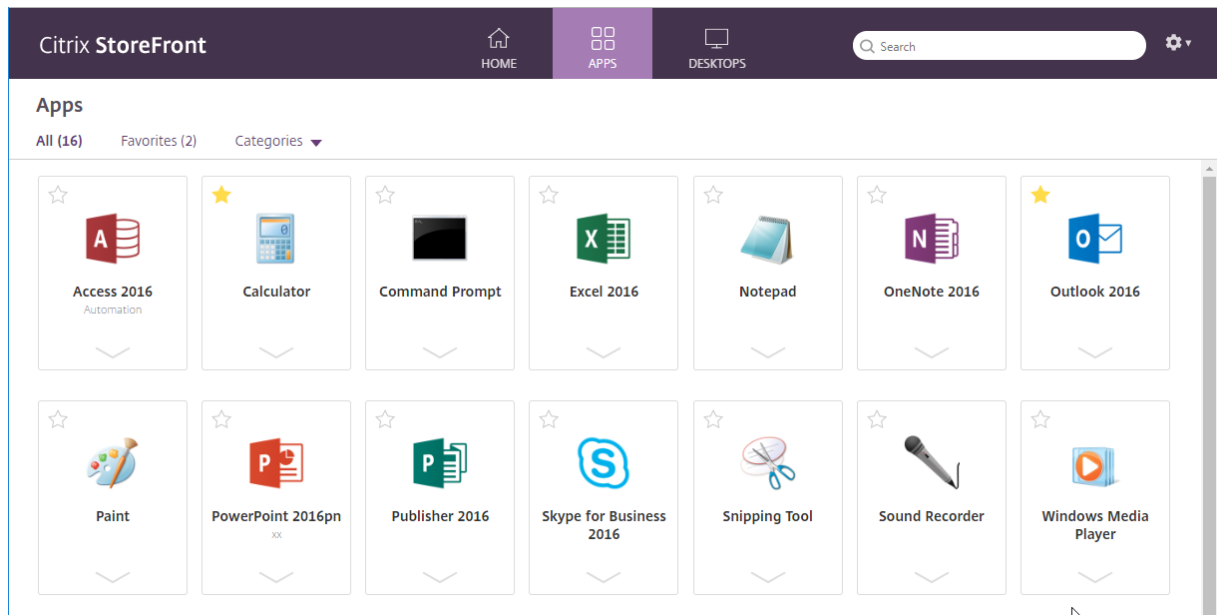 Citrix StoreFront
HOME
APPS
DESKTOPS
Search
Apps
All (16) Favorites (2) Categories
Access 2016
Automation
Calculator
Command Prompt
Excel 2016
Notepad
OneNote 2016
Outlook 2016
Paint
PowerPoint 2016pn
xx
Publisher 2016
Skype for Business
2016
Snipping Tool
Sound Recorder
Windows Media
Player